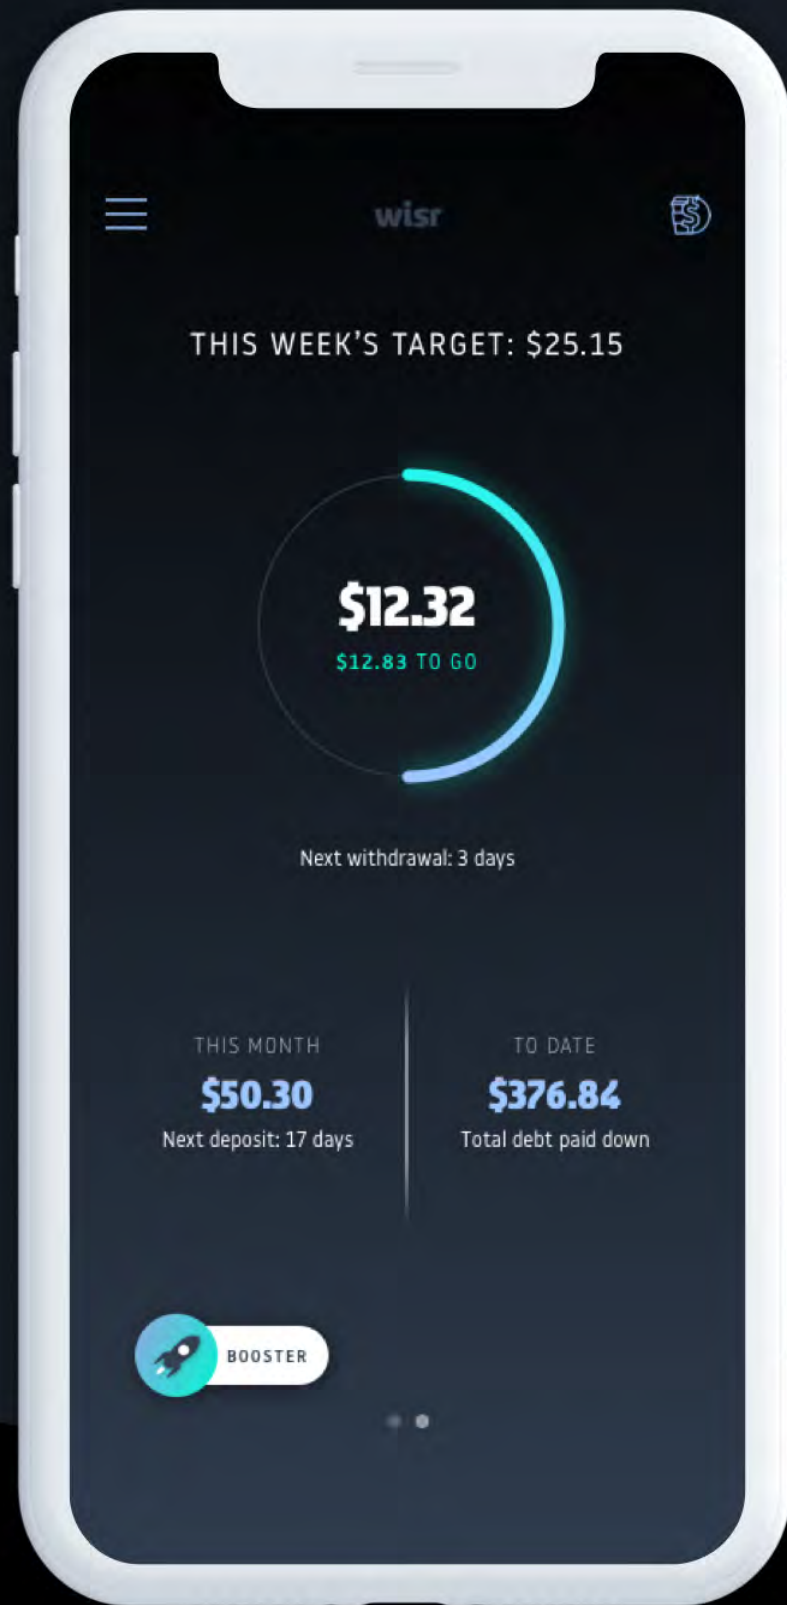 wisr
THIS WEEK'S TARGET: $25.15
$12.32
$12.83 TO GO
Next withdrawal: 3 days
THIS MONTH
$50.30
Next deposit: 17 days
TO DATE
$376.84
Total debt paid down
BOOSTER